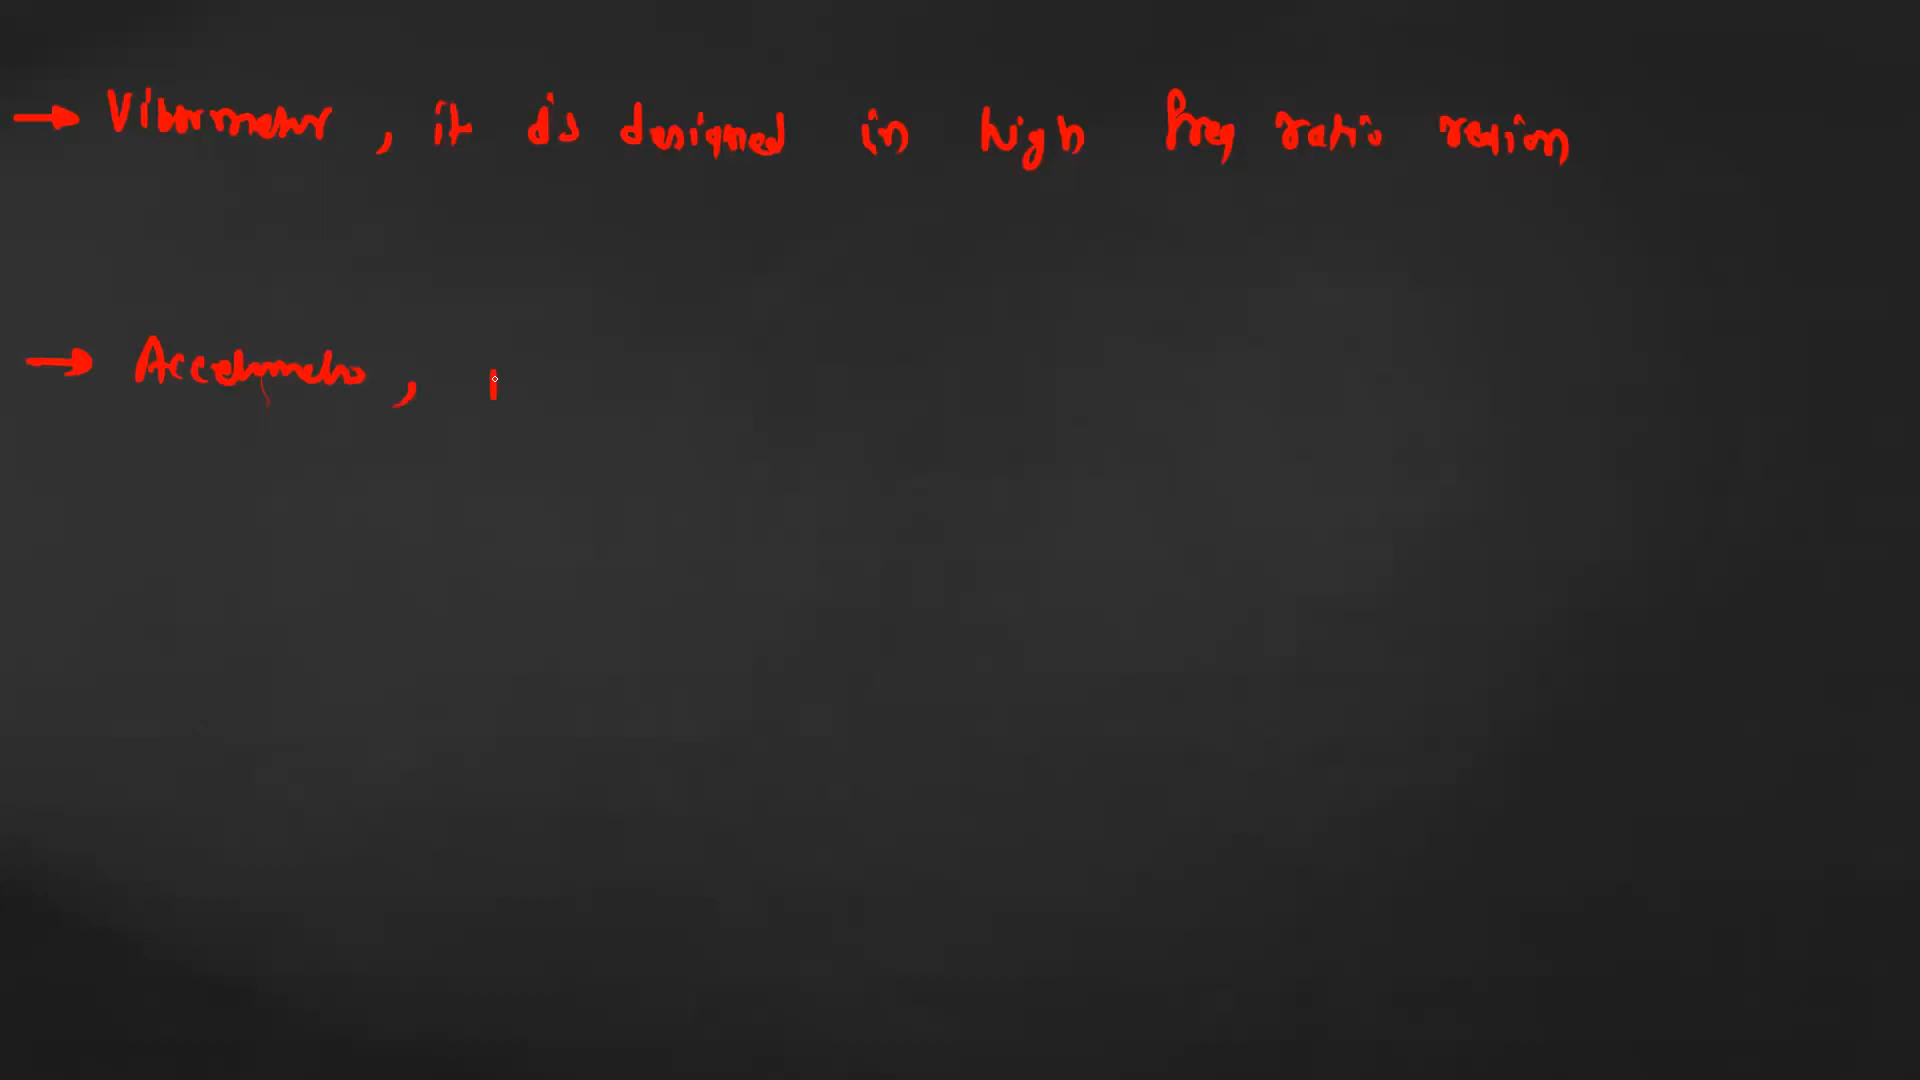 → Vibrometer, it is designed in high freq ratio region
→ Accelerometer, i